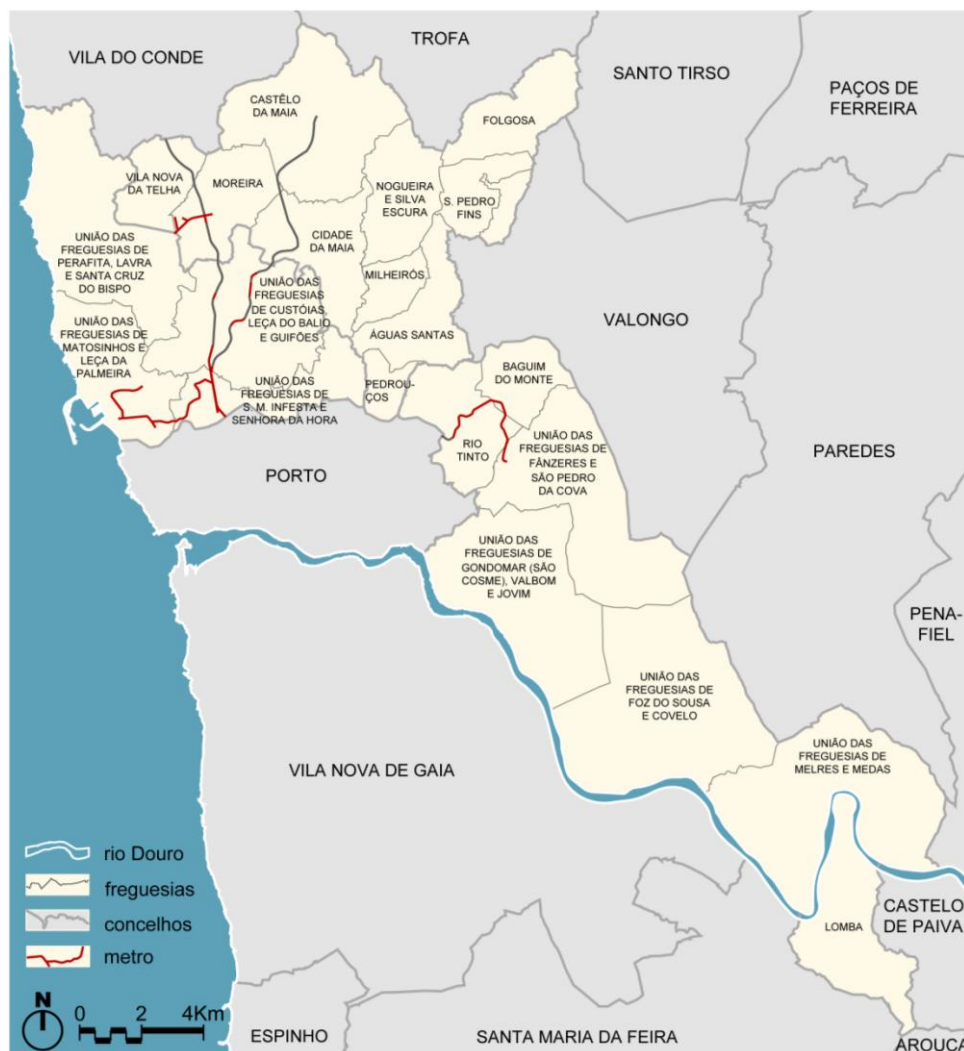 TROFA
VILA DO CONDE
SANTO TIRSO
PAÇOS DE
FERREIRA
CASTÊLO
DA MAIA
FOLGOSA
VILA NOVA
DA TELHA
MOREIRA
NOGUEIRA
E SILVA
ESCURA
S. PEDRO
FINS
CIDADE
DA MAIA
UNIÃO DAS
FREGUESIAS DE
PERAFITA, LAVRA
E SANTA CRUZ
DO BISPO
MILHEIRÓS
UNIÃO DAS
FREGUESIAS
DE CUSTÓIAS,
LEÇA DO BALIO
E GUIFÕES
VALONGO
UNIÃO DAS
FREGUESIAS DE
MATOSINHOS E
LEÇA DA
PALMEIRA
ÁGUAS SANTAS
BAGUIM
DO MONTE
PEDROU-
ÇOS
UNIÃO DAS
FREGUESIAS DE
S. M. INFESTA E
SENHORA DA HORA
RIO
TINTO
UNIÃO DAS
FREGUESIAS DE
FÂNZERES E
SÃO PEDRO
DA COVA
PAREDES
PORTO
UNIÃO DAS
FREGUESIAS DE
GONDOMAR (SÃO
COSME), VALBOM
E JOVIM
PENA-
FIEL
UNIÃO DAS
FREGUESIAS DE
FOZ DO SOUSA
E COVELO
UNIÃO DAS
FREGUESIAS DE
MELRES E MEDAS
VILA NOVA DE GAIA
rio Douro
freguesias
concelhos
metro
CASTELO
DE PAIVA
LOMBA
N
0 2 4Km
ESPINHO
SANTA MARIA DA FEIRA
AROUCA